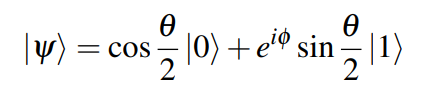 |ψ⟩ = cos θ/2 |0⟩ + e^{iϕ} sin θ/2 |1⟩